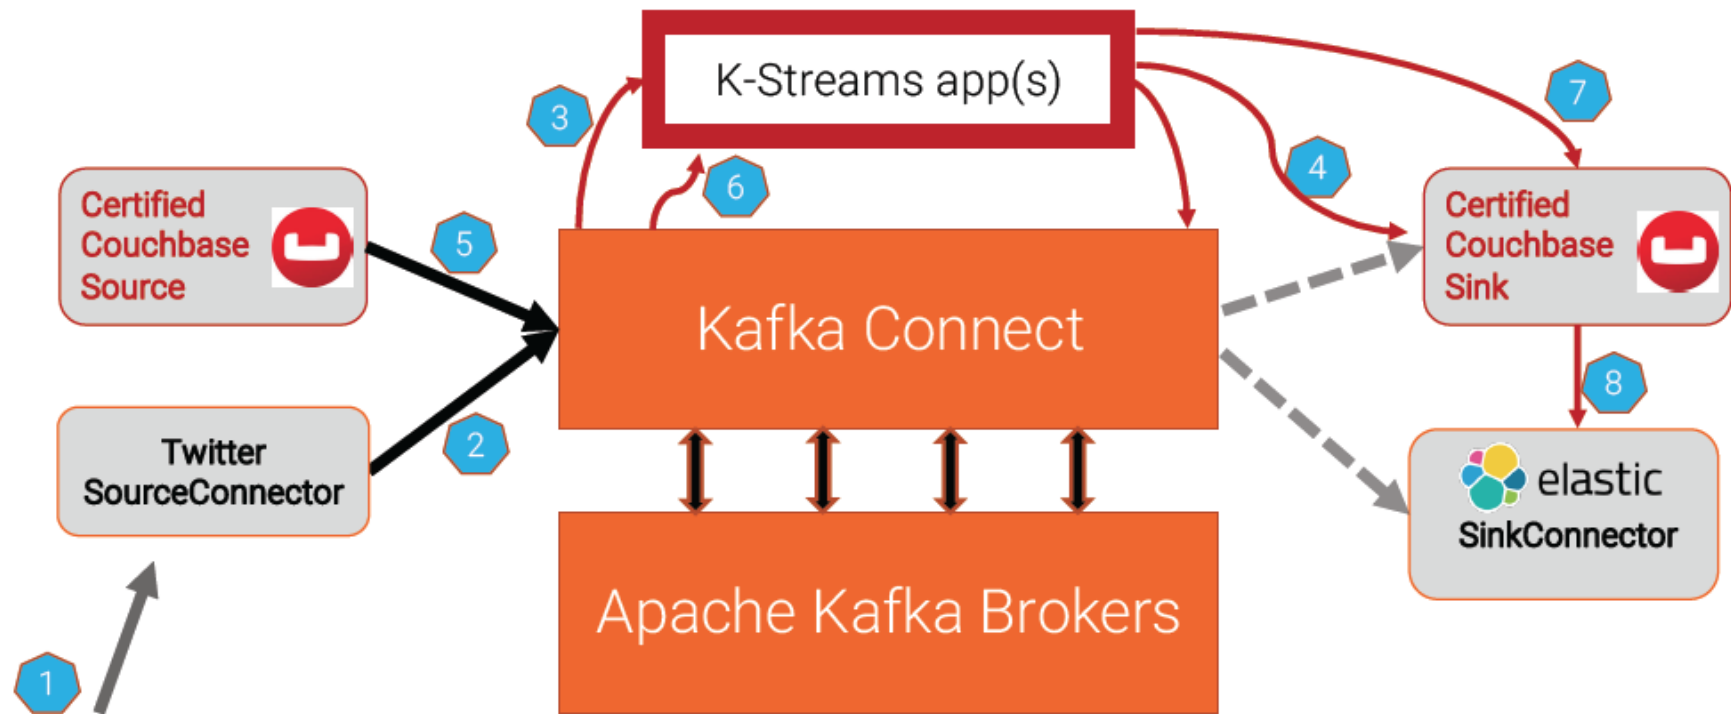 K-Streams app(s)
3
7
4
6
Certified
Couchbase
Source
5
Certified
Couchbase
Sink
Kafka Connect
8
2
Twitter
SourceConnector
elastic
SinkConnector
Apache Kafka Brokers
1